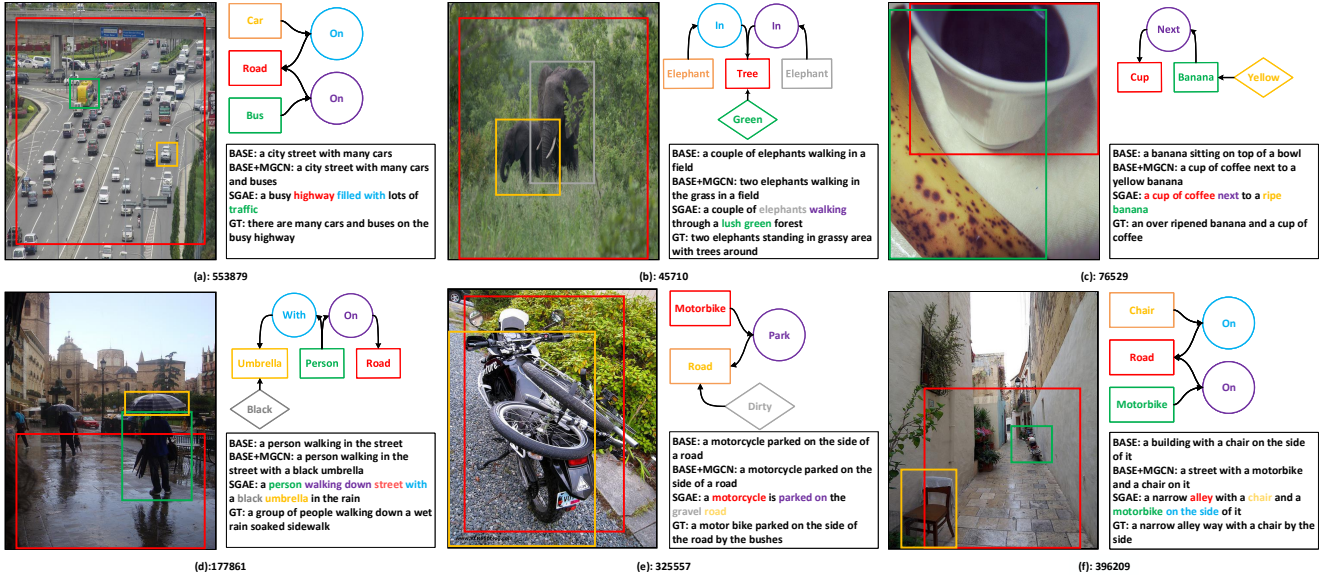 Car
On
Road
On
Bus
BASE: a city street with many cars
BASE+MGCN: a city street with many cars
and buses
SGAE: a busy highway filled with lots of
traffic
GT: there are many cars and buses on the
busy highway
(a): 553879
In
In
Elephant
Tree
Elephant
Green
BASE: a couple of elephants walking in a
field
BASE+MGCN: two elephants walking in
the grass in a field
SGAE: a couple of elephants walking
through a lush green forest
GT: two elephants standing in grassy area
with trees around
(b): 45710
Next
Cup
Banana
Yellow
BASE: a banana sitting on top of a bowl
BASE+MGCN: a cup of coffee next to a
yellow banana
SGAE: a cup of coffee next to a ripe
banana
GT: an over ripened banana and a cup of
coffee
(c): 76529
With
On
Umbrella
Person
Road
Black
BASE: a person walking in the street
BASE+MGCN: a person walking in the
street with a black umbrella
SGAE: a person walking down street with
a black umbrella in the rain
GT: a group of people walking down a wet
rain soaked sidewalk
(d):177861
Motorbike
Park
Road
Dirty
BASE: a motorcycle parked on the side of
a road
BASE+MGCN: a motorcycle parked on the
side of a road
SGAE: a motorcycle is parked on the
gravel road
GT: a motor bike parked on the side of
the road by the bushes
(e): 325557
Chair
On
Road
On
Motorbike
BASE: a building with a chair on the side
of it
BASE+MGCN: a street with a motorbike
and a chair on it
SGAE: a narrow alley with a chair and a
motorbike on the side of it
GT: a narrow alley way with a chair by the
side
(f): 396209